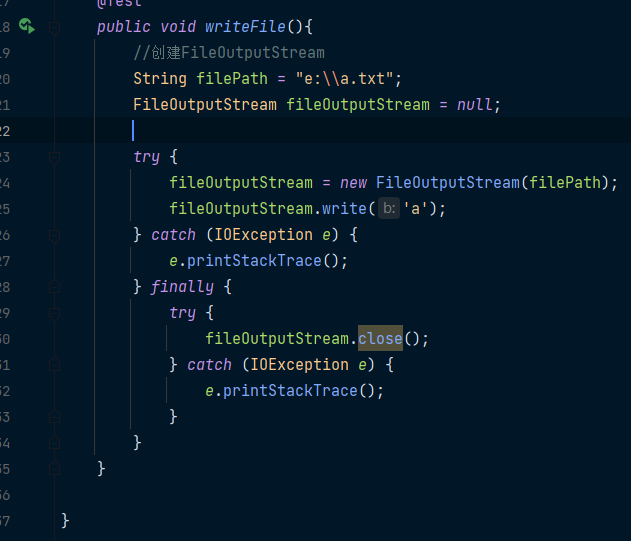 @Test
18 public void writeFile(){
19 //创建FileOutputStream
20 String filePath = "e:\\a.txt";
21 FileOutputStream fileOutputStream = null;
22
23 try {
24 fileOutputStream = new FileOutputStream(filePath);
25 fileOutputStream.write( b: 'a');
26 } catch (IOException e) {
27 e.printStackTrace();
28 } finally {
29 try {
30 fileOutputStream.close();
31 } catch (IOException e) {
32 e.printStackTrace();
33 }
34 }
35 }
36
37 }